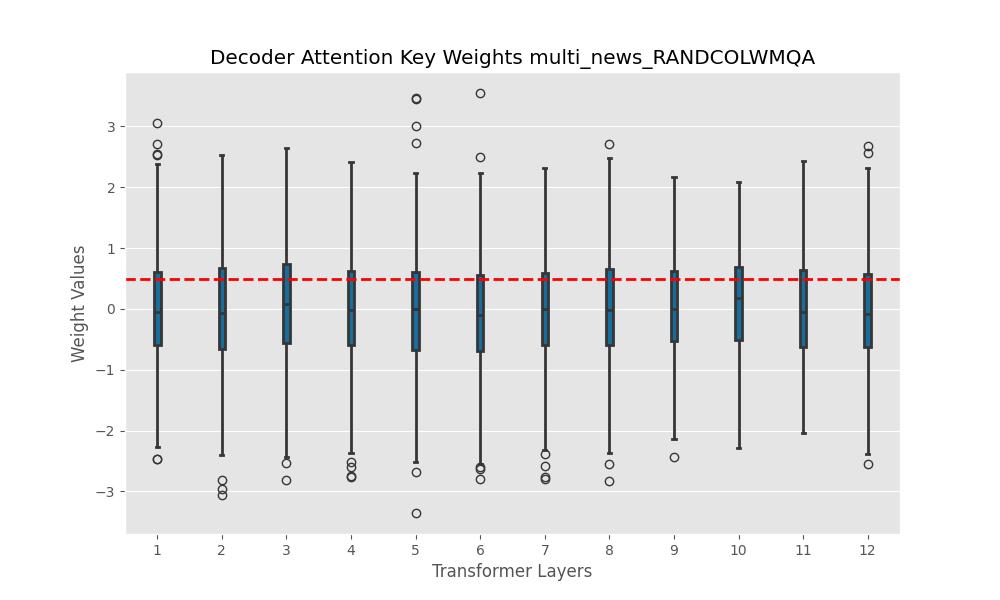 Decoder Attention Key Weights multi_news_RANDCOLWMQA
3
2
1
0
−1
−2
−3
Weight Values
1 2 3 4 5 6 7 8 9 10 11 12
Transformer Layers